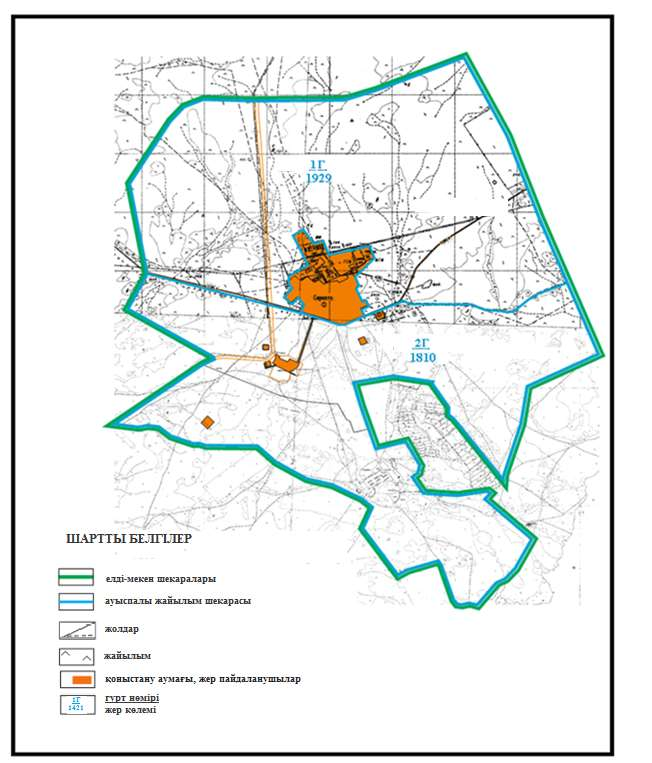 1Г
1929
2Г
1810
ШАРТТЫ БЕЛГІЛЕР
елді-мекен шекаралары
ауыспалы жайылым шекарасы
жолдар
жайылым
қоныстану аумағы, жер пайдаланушылар
1Г
1421
гурт нөмірі
жер көлемі